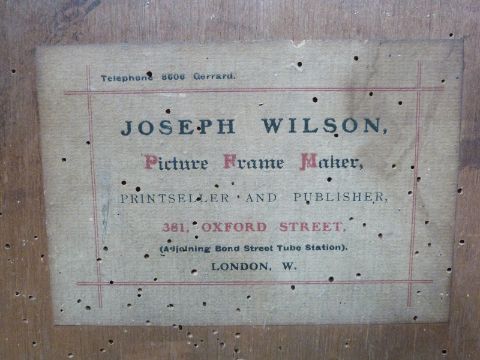 Telephone 8606 Gerrard.
JOSEPH WILSON,
Picture Frame Maker,
PRINTSELLER AND PUBLISHER,
381, OXFORD STREET,
(Adjoining Bond Street Tube Station).
LONDON, W.